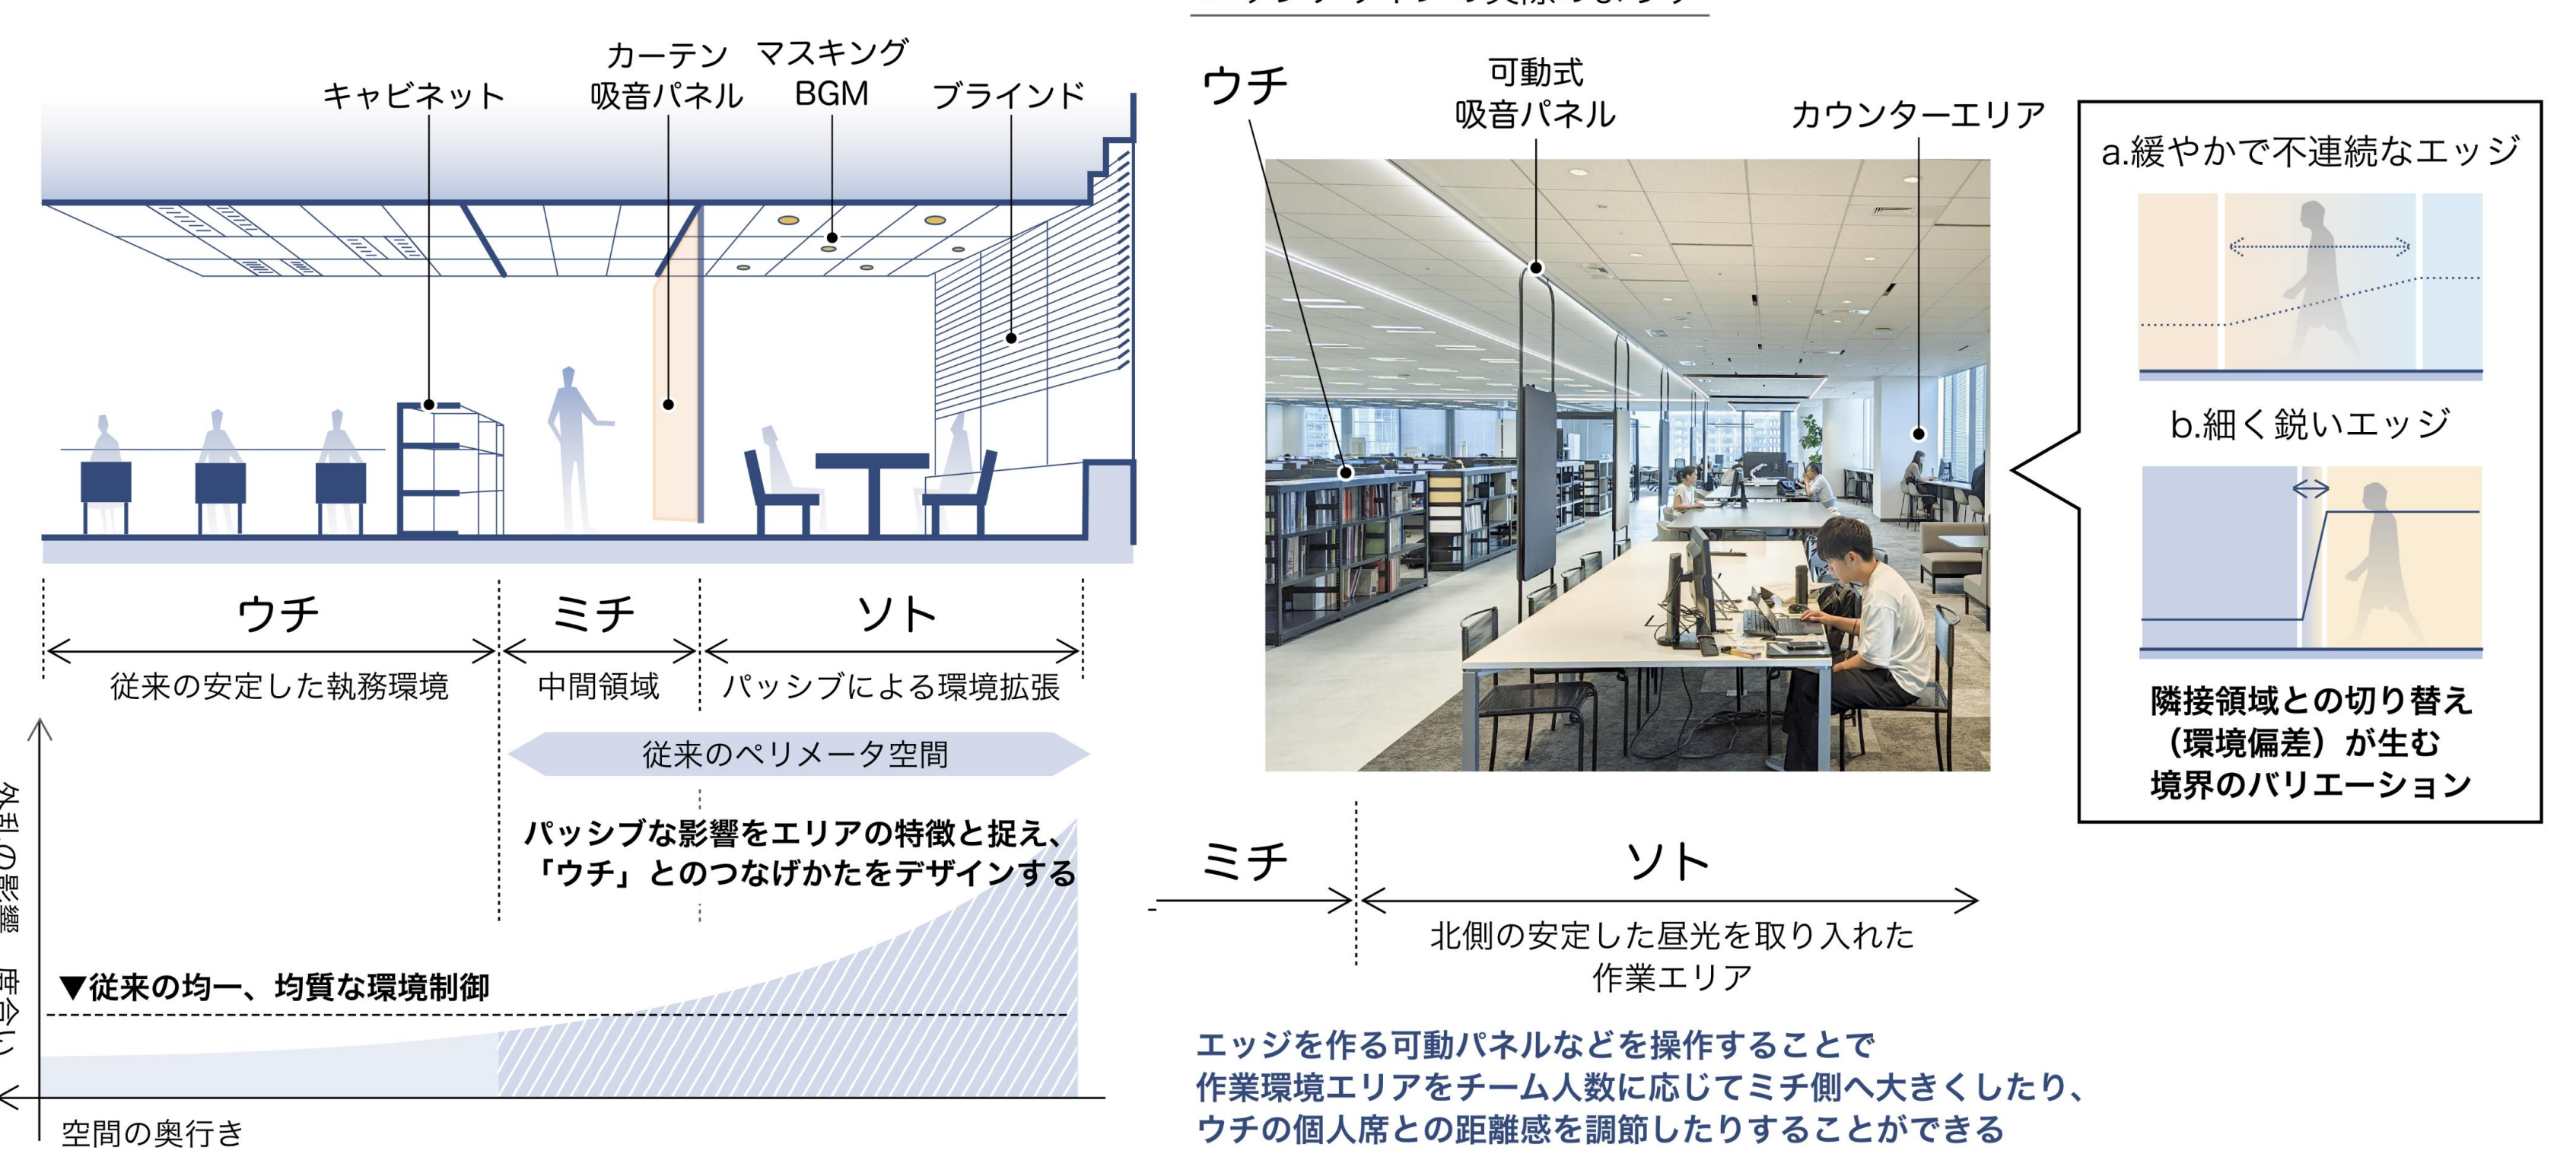 キャビネット
カーテン
吸音パネル
マスキング
BGM
ブラインド
ウチ
ミチ
ソト
従来の安定した執務環境
中間領域
パッシブによる環境拡張
従来のペリメータ空間
パッシブな影響をエリアの特徴と捉え、
「ウチ」とのつなげかたをデザインする
▼従来の均一、均質な環境制御
外乱の影響 度合い
空間の奥行き
ウチ
可動式
吸音パネル
カウンターエリア
ミチ
ソト
北側の安定した昼光を取り入れた
作業エリア
エッジを作る可動パネルなどを操作することで
作業環境エリアをチーム人数に応じてミチ側へ大きくしたり、
ウチの個人席との距離感を調節したりすることができる
a.緩やかで不連続なエッジ
b.細く鋭いエッジ
隣接領域との切り替え
（環境偏差）が生む
境界のバリエーション